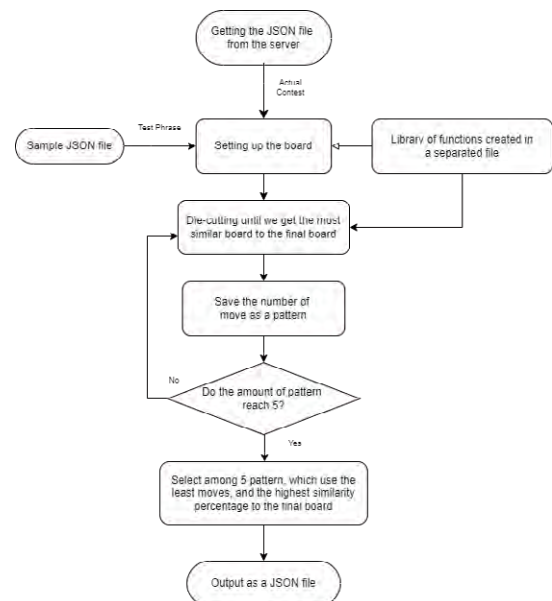 Getting the JSON file
from the server
Actual
Contest
Test Phrase
Sample JSON file
Setting up the board
Library of functions created in
a separated file
Die-cutting until we get the most
similar board to the final board
Save the number of
move as a pattern
No
Do the amount of pattern
reach 5?
Yes
Select among 5 pattern, which use the
least moves, and the highest similarity
percentage to the final board
Output as a JSON file